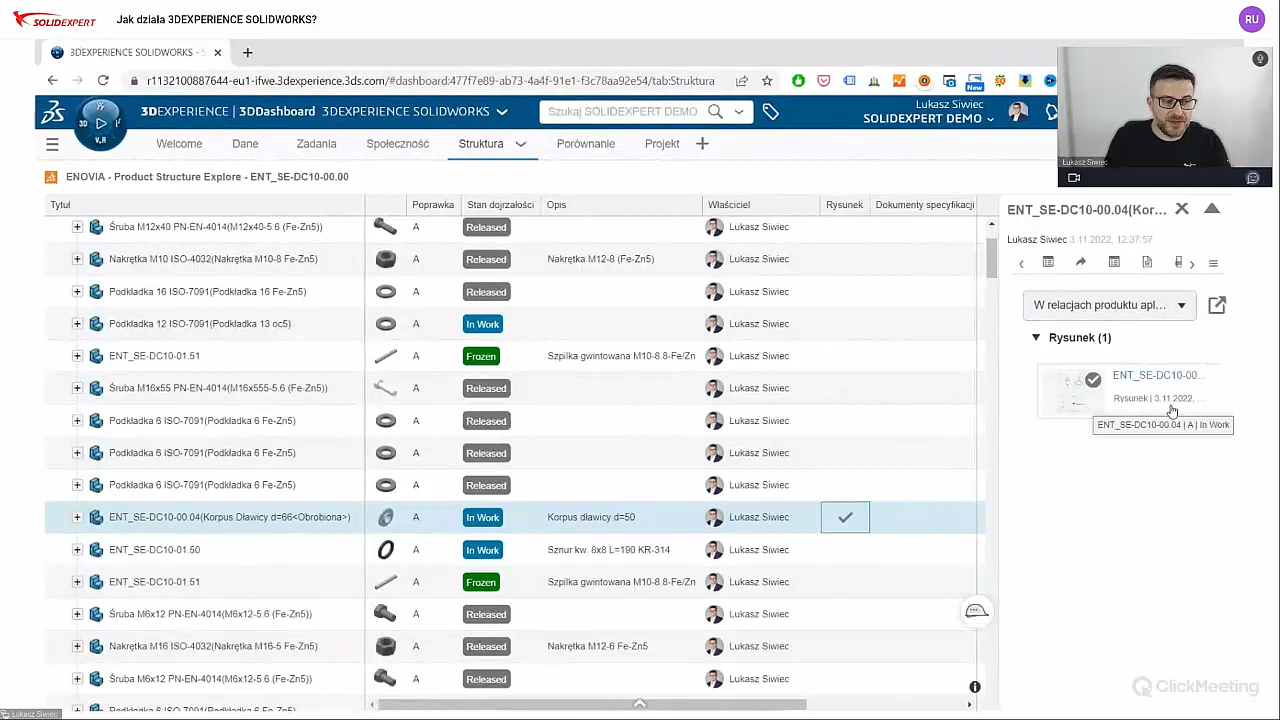 SOLIDEXPERT
Jak działa 3DEXPERIENCE SOLIDWORKS?
RU
3DEXPERIENCE SOLIDWORKS - S
r1132100887644-eu1-ifwe.3dexperience.3ds.com/#dashboard:477f7e89-ab73-4a4f-91e1-f3c78aa92e54/tab:Struktura
New
3DEXPERIENCE | 3DDashboard 3DEXPERIENCE SOLIDWORKS
Szukaj SOLIDEXPERT DEMO
Lukasz Siwiec
SOLIDEXPERT DEMO
3D
V.R
Łukasz Siwiec
Welcome Dane Zadania Społeczność Struktura Porównanie Projekt
ENOVIA - Product Structure Explore - ENT_SE-DC10-00.00
Tytuł Poprawka Stan dojrzałości Opis Właściciel Rysunek Dokumenty specyfikacji
Śruba M12x40 PN-EN-4014(M12x40-5.6 (Fe-Zn5)) A Released Lukasz Siwiec
Nakrętka M10 ISO-4032(Nakrętka M10-8 Fe-Zn5) A Released Nakrętka M12-8 (Fe-Zn5) Lukasz Siwiec
Podkładka 16 ISO-7091(Podkładka 16 Fe-Zn5) A Released Lukasz Siwiec
Podkładka 12 ISO-7091(Podkładka 13 oc5) A In Work Lukasz Siwiec
ENT_SE-DC10-01.51 A Frozen Szpilka gwintowana M10-8.8-Fe/Zn Lukasz Siwiec
Śruba M16x55 PN-EN-4014(M16x555-5.6 (Fe-Zn5)) A Released Lukasz Siwiec
Podkładka 6 ISO-7091(Podkładka 6 Fe-Zn5) A Released Lukasz Siwiec
Podkładka 6 ISO-7091(Podkładka 6 Fe-Zn5) A Released Lukasz Siwiec
Podkładka 6 ISO-7091(Podkładka 6 Fe-Zn5) A Released Lukasz Siwiec
ENT_SE-DC10-00.04(Korpus Dławicy d=66<Obrobiona>) A In Work Korpus dławicy d=50 Lukasz Siwiec
ENT_SE-DC10-01.50 A In Work Sznur kw. 8x8 L=190 KR-314 Lukasz Siwiec
ENT_SE-DC10-01.51 A Frozen Szpilka gwintowana M10-8.8-Fe/Zn Lukasz Siwiec
Śruba M6x12 PN-EN-4014(M6x12-5.6 (Fe-Zn5)) A Released Lukasz Siwiec
Nakrętka M16 ISO-4032(Nakrętka M16-5 Fe-Zn5) A Released Nakrętka M12-6 Fe-Zn5 Lukasz Siwiec
Śruba M6x12 PN-EN-4014(M6x12-5.6 (Fe-Zn5)) A Released Lukasz Siwiec
ENT_SE-DC10-00.04(Kor...
Lukasz Siwiec 3.11.2022, 12:37:57
W relacjach produktu apl...
Rysunek (1)
ENT_SE-DC10-00...
Rysunek | 3.11.2022, ...
ENT_SE-DC10-00.04 | A | In Work
ClickMeeting
Łukasz Siwiec